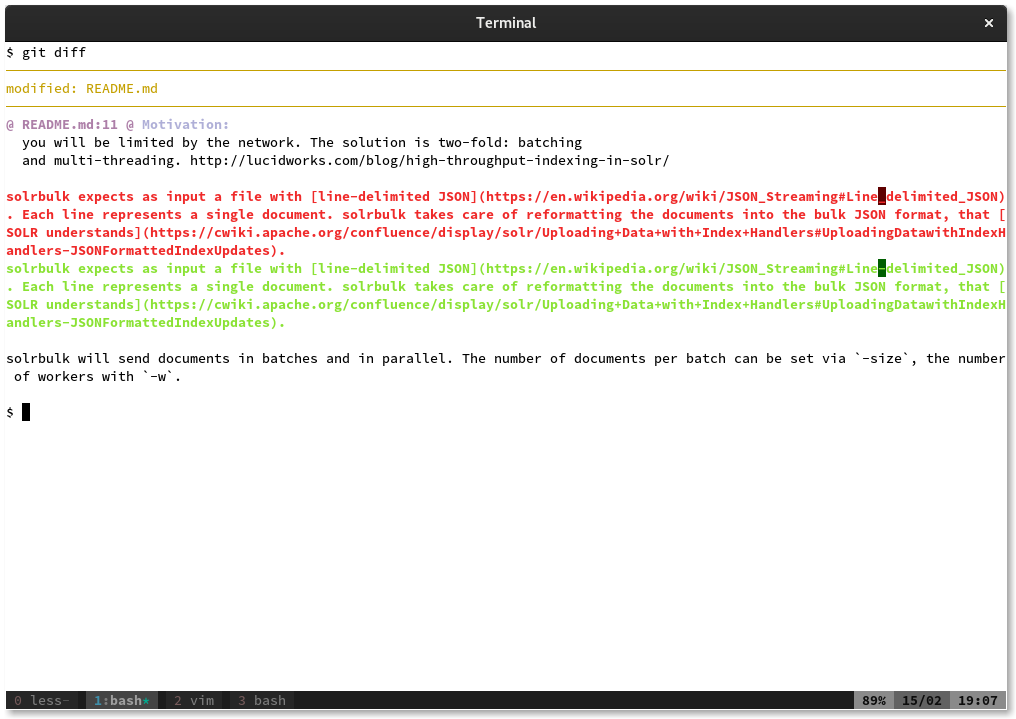 Terminal ×
$ git diff
modified: README.md
@ README.md:11 @ Motivation:
you will be limited by the network. The solution is two-fold: batching
and multi-threading. http://lucidworks.com/blog/high-throughput-indexing-in-solr/
solrbulk expects as input a file with [line-delimited JSON](https://en.wikipedia.org/wiki/JSON_Streaming#Line_delimited_JSON)
. Each line represents a single document. solrbulk takes care of reformatting the documents into the bulk JSON format, that [
SOLR understands](https://cwiki.apache.org/confluence/display/solr/Uploading+Data+with+Index+Handlers#UploadingDatawithIndexH
andlers-JSONFormattedIndexUpdates).
solrbulk expects as input a file with [line-delimited JSON](https://en.wikipedia.org/wiki/JSON_Streaming#Line-delimited_JSON)
. Each line represents a single document. solrbulk takes care of reformatting the documents into the bulk JSON format, that [
SOLR understands](https://cwiki.apache.org/confluence/display/solr/Uploading+Data+with+Index+Handlers#UploadingDatawithIndexH
andlers-JSONFormattedIndexUpdates).
solrbulk will send documents in batches and in parallel. The number of documents per batch can be set via `-size`, the number
of workers with `-w`.
$
0 less- 1:bash* 2 vim 3 bash 89% 15/02 19:07